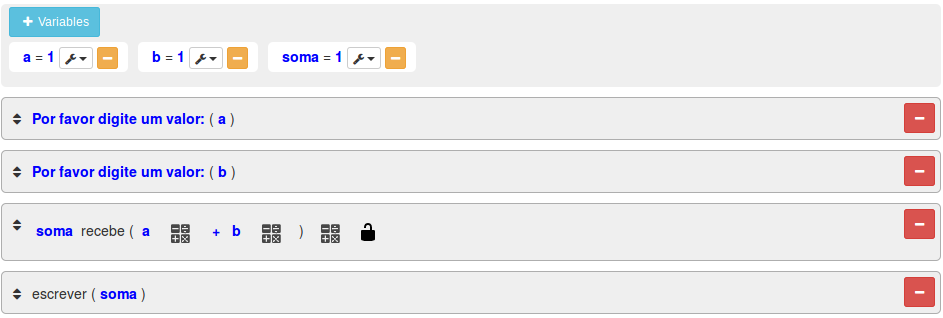 + Variables
a = 1 b = 1 soma = 1
Por favor digite um valor: ( a )
Por favor digite um valor: ( b )
soma recebe ( a + b )
escrever ( soma )